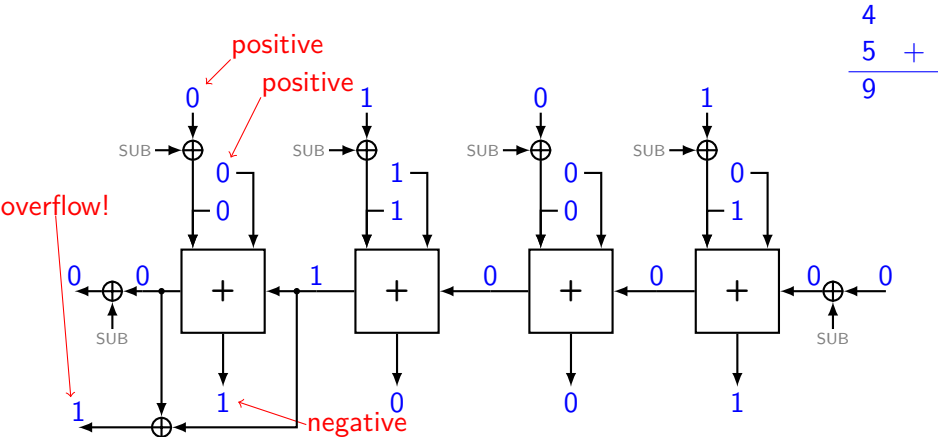 4
5 +
9
positive
positive
0 1 0 1
SUB SUB SUB SUB
0 1 0 0
0 1 0 1
overflow!
0 0 1 0 0 0 0
+ + + +
SUB SUB
1 1 0 0 1
negative